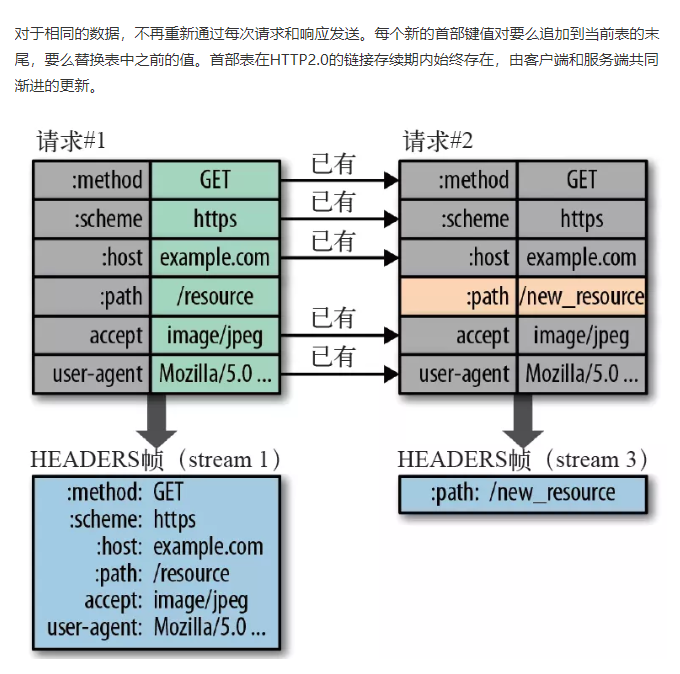 对于相同的数据，不再重新通过每次请求和响应发送。每个新的首部键值对要么追加到当前表的末
尾，要么替换表中之前的值。首部表在HTTP2.0的链接存续期内始终存在，由客户端和服务端共同
渐进的更新。
请求#1
:method GET
:scheme https
:host example.com
:path /resource
accept image/jpeg
user-agent Mozilla/5.0 ...
已有
已有
已有
已有
已有
请求#2
:method GET
:scheme https
:host example.com
:path /new_resource
accept image/jpeg
user-agent Mozilla/5.0 ...
HEADERS帧（stream 1）
:method: GET
:scheme: https
:host: example.com
:path: /resource
accept: image/jpeg
user-agent: Mozilla/5.0 ...
HEADERS帧（stream 3）
:path: /new_resource